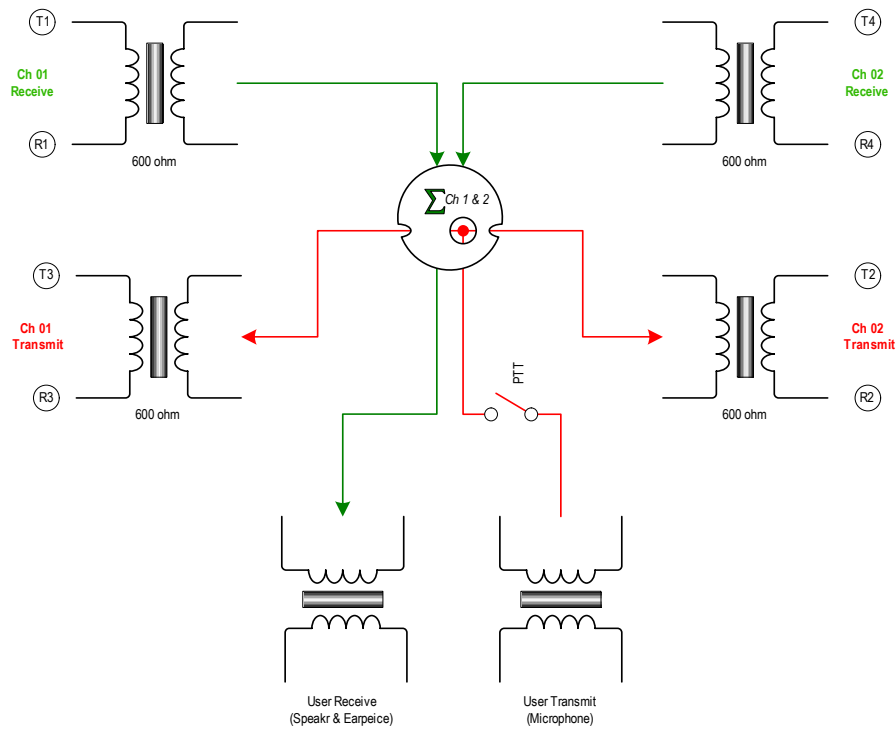 T1
T4
Ch 01
Receive
Ch 02
Receive
R1
R4
600 ohm
600 ohm
Σ Ch 1 & 2
T3
T2
Ch 01
Transmit
Ch 02
Transmit
PTT
R3
R2
600 ohm
600 ohm
User Receive
(Speakr & Earpeice)
User Transmit
(Microphone)